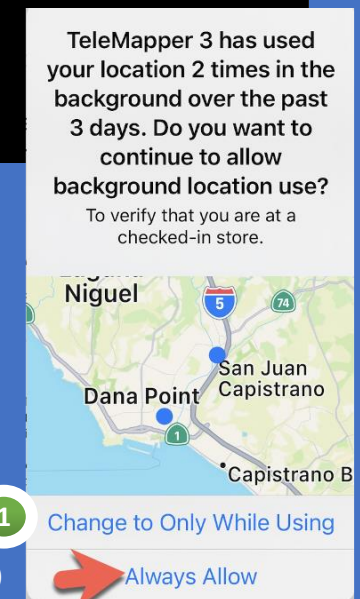 TeleMapper 3 has used
your location 2 times in the
background over the past
3 days. Do you want to
continue to allow
background location use?
To verify that you are at a
checked-in store.
Niguel
5
74
San Juan
Capistrano
Dana Point
1
Capistrano B
1
Change to Only While Using
Always Allow